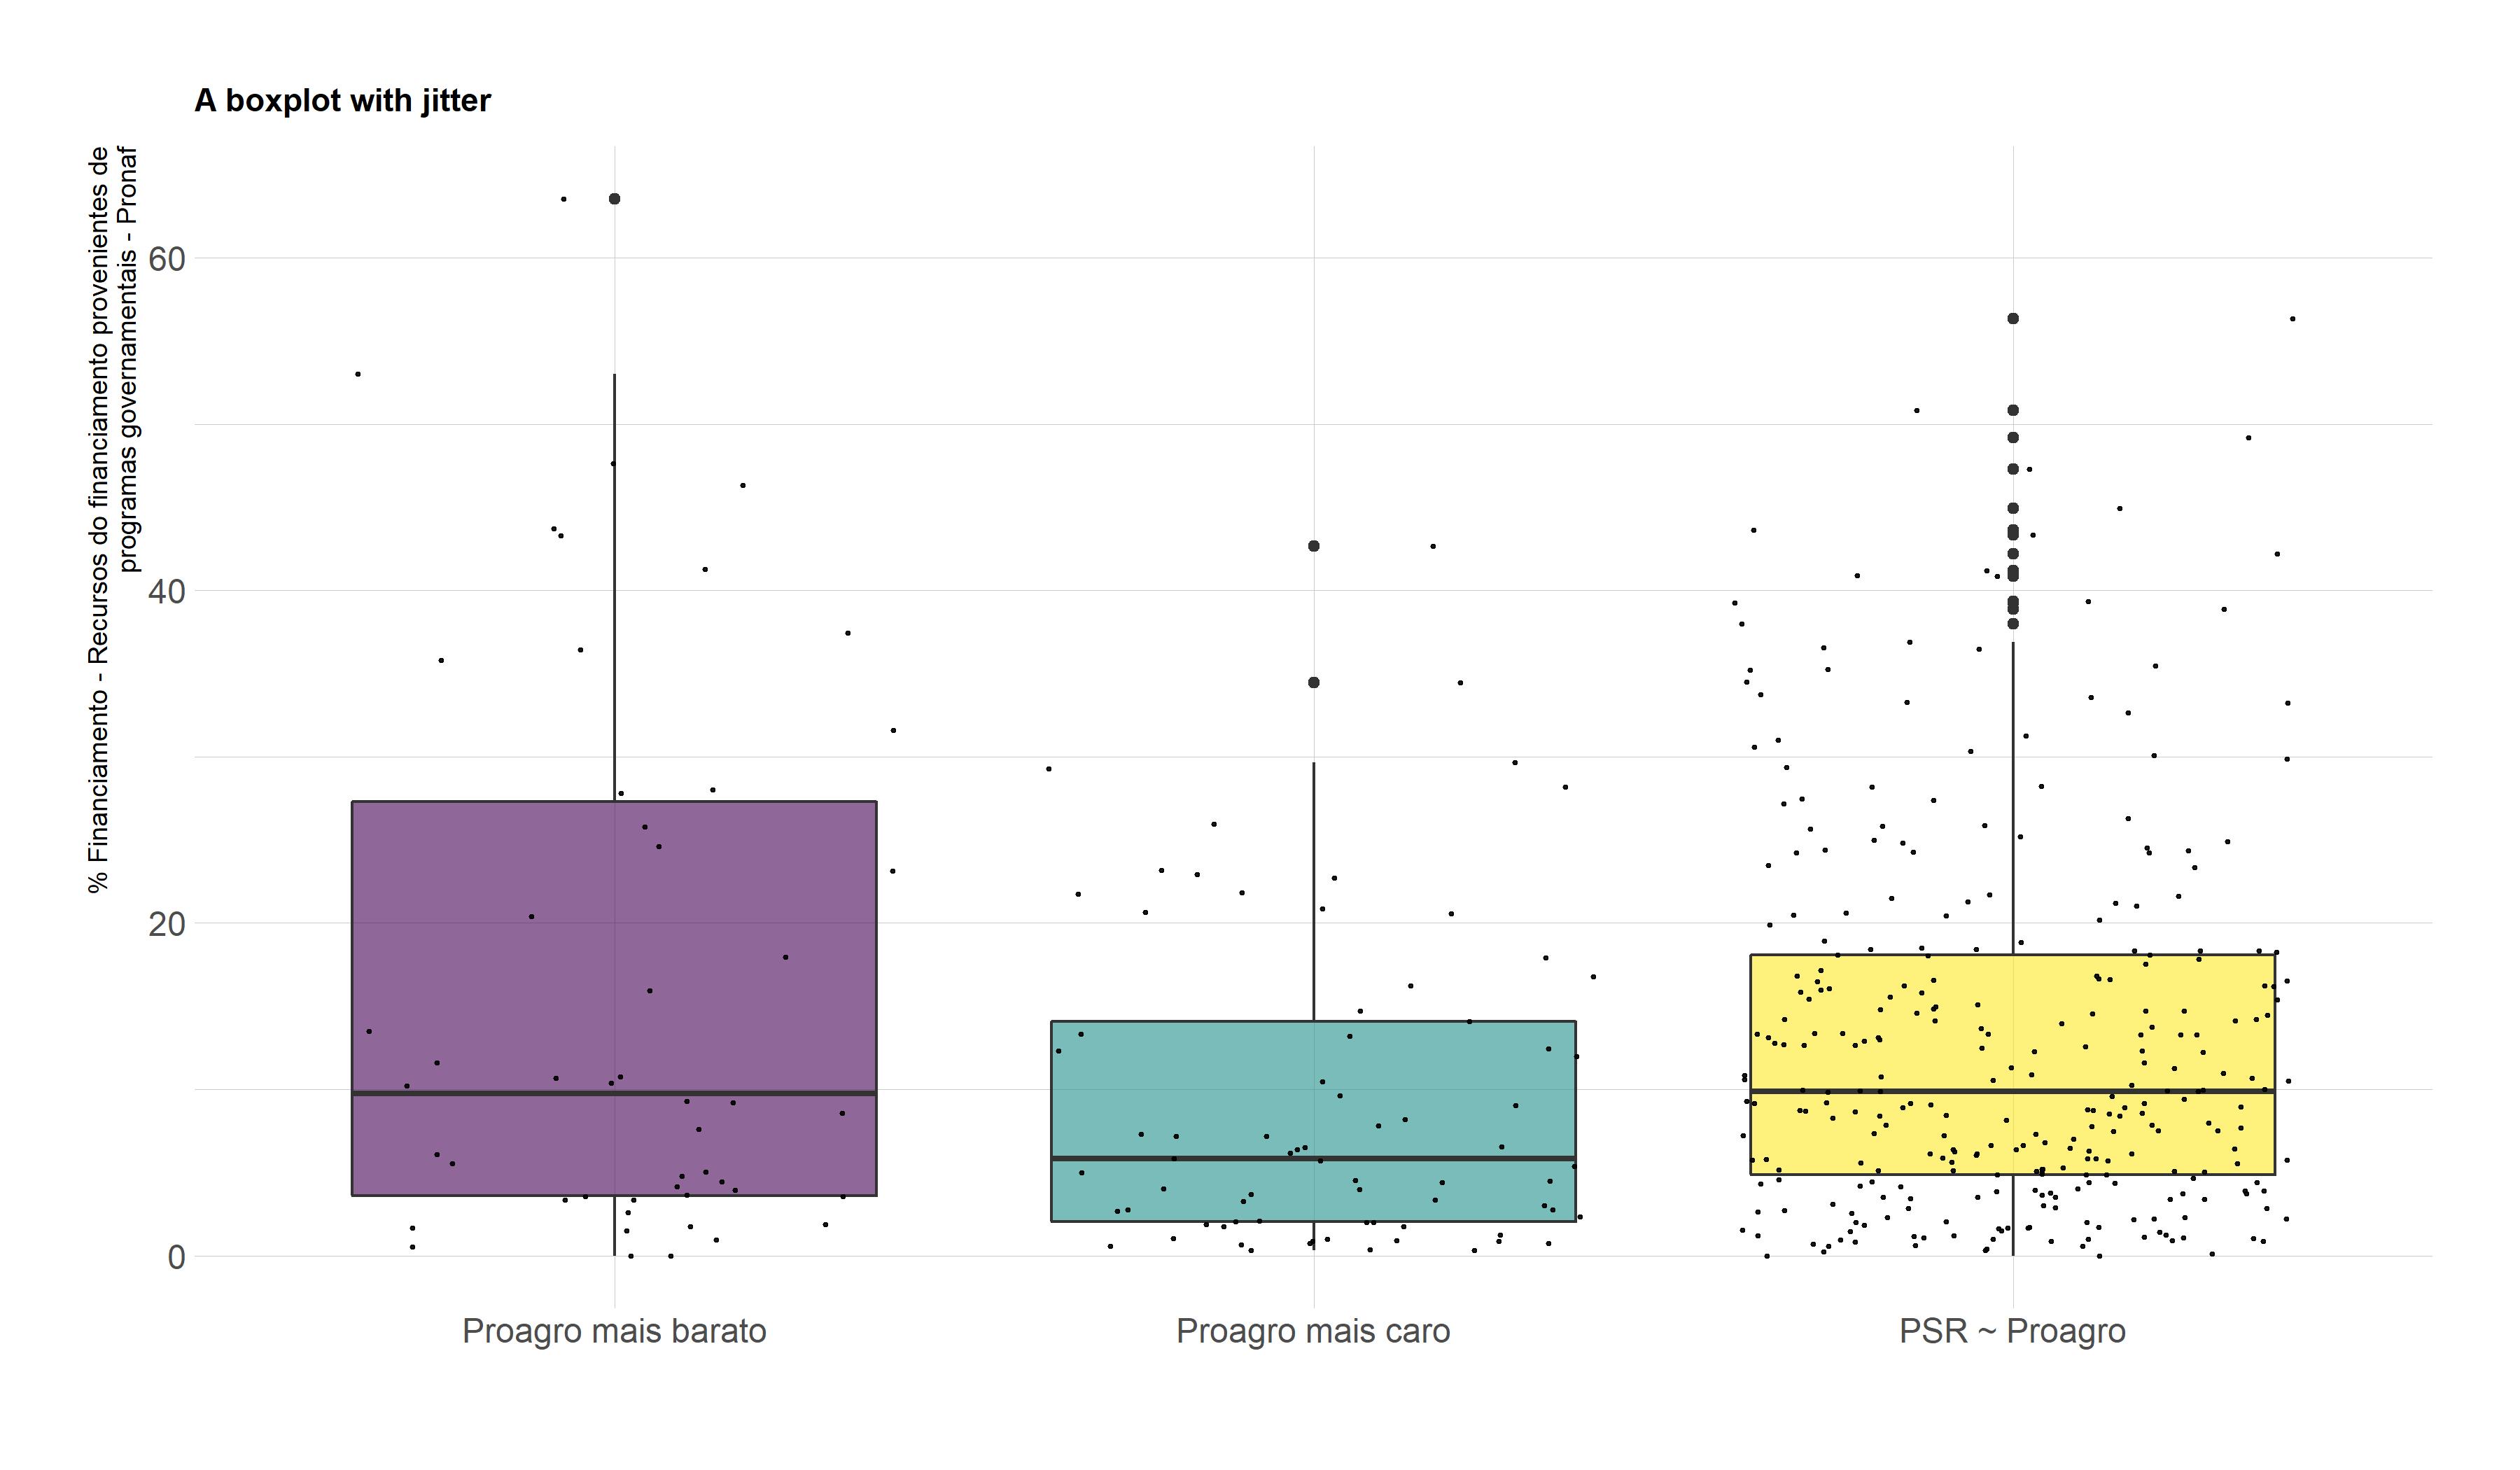 A boxplot with jitter
% Financiamento - Recursos do financiamento provenientes de
programas governamentais - Pronaf
60
40
20
0
Proagro mais barato
Proagro mais caro
PSR ~ Proagro